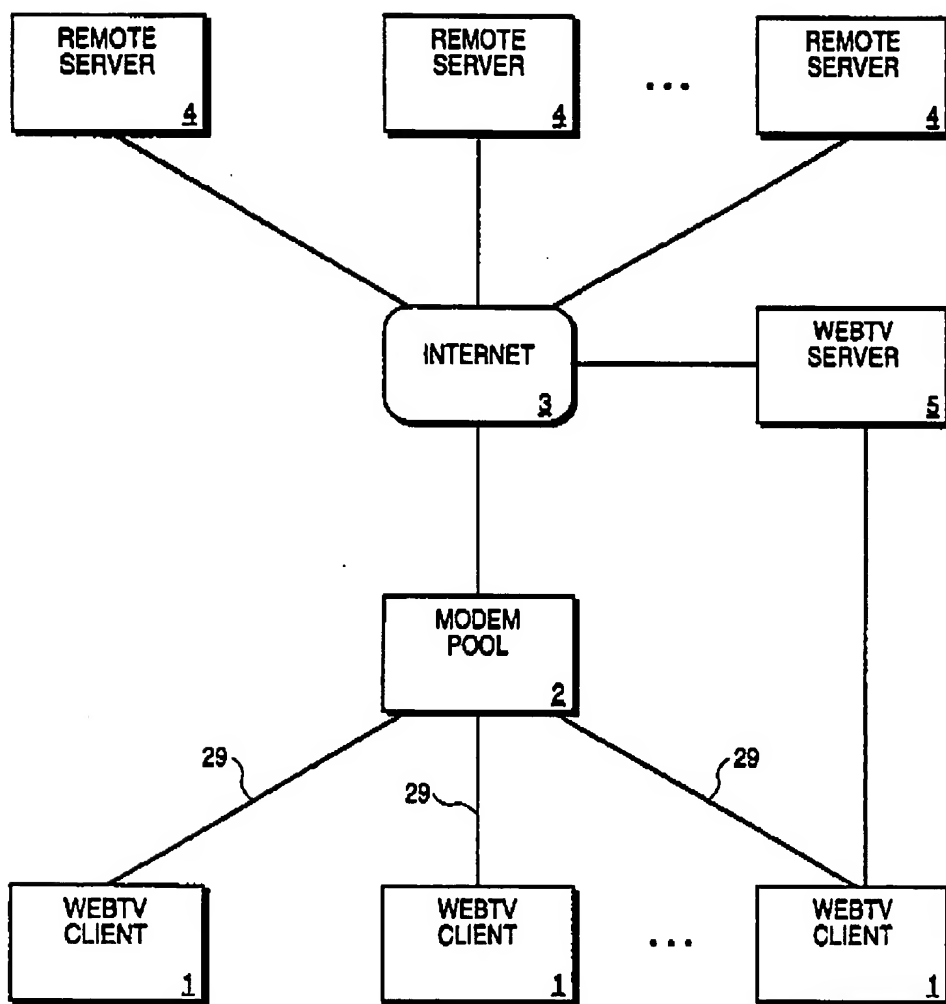 REMOTE
SERVER
4
REMOTE
SERVER
4
...
REMOTE
SERVER
4
INTERNET
3
WEBTV
SERVER
5
MODEM
POOL
2
29
29
29
WEBTV
CLIENT
1
WEBTV
CLIENT
1
...
WEBTV
CLIENT
1